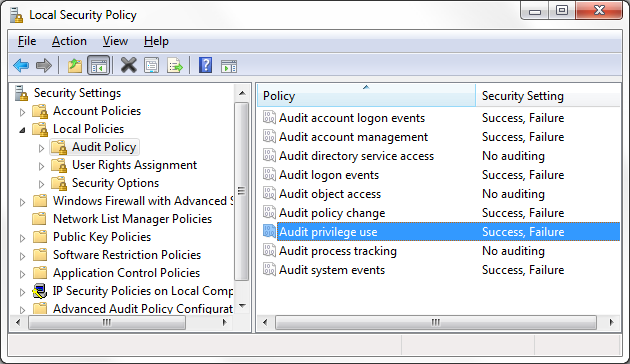 Local Security Policy
File Action View Help
Security Settings
Account Policies
Local Policies
Audit Policy
User Rights Assignment
Security Options
Windows Firewall with Advanced S
Network List Manager Policies
Public Key Policies
Software Restriction Policies
Application Control Policies
IP Security Policies on Local Comp
Advanced Audit Policy Configurat
Policy Security Setting
Audit account logon events Success, Failure
Audit account management Success, Failure
Audit directory service access No auditing
Audit logon events Success, Failure
Audit object access No auditing
Audit policy change Success, Failure
Audit privilege use Success, Failure
Audit process tracking No auditing
Audit system events Success, Failure